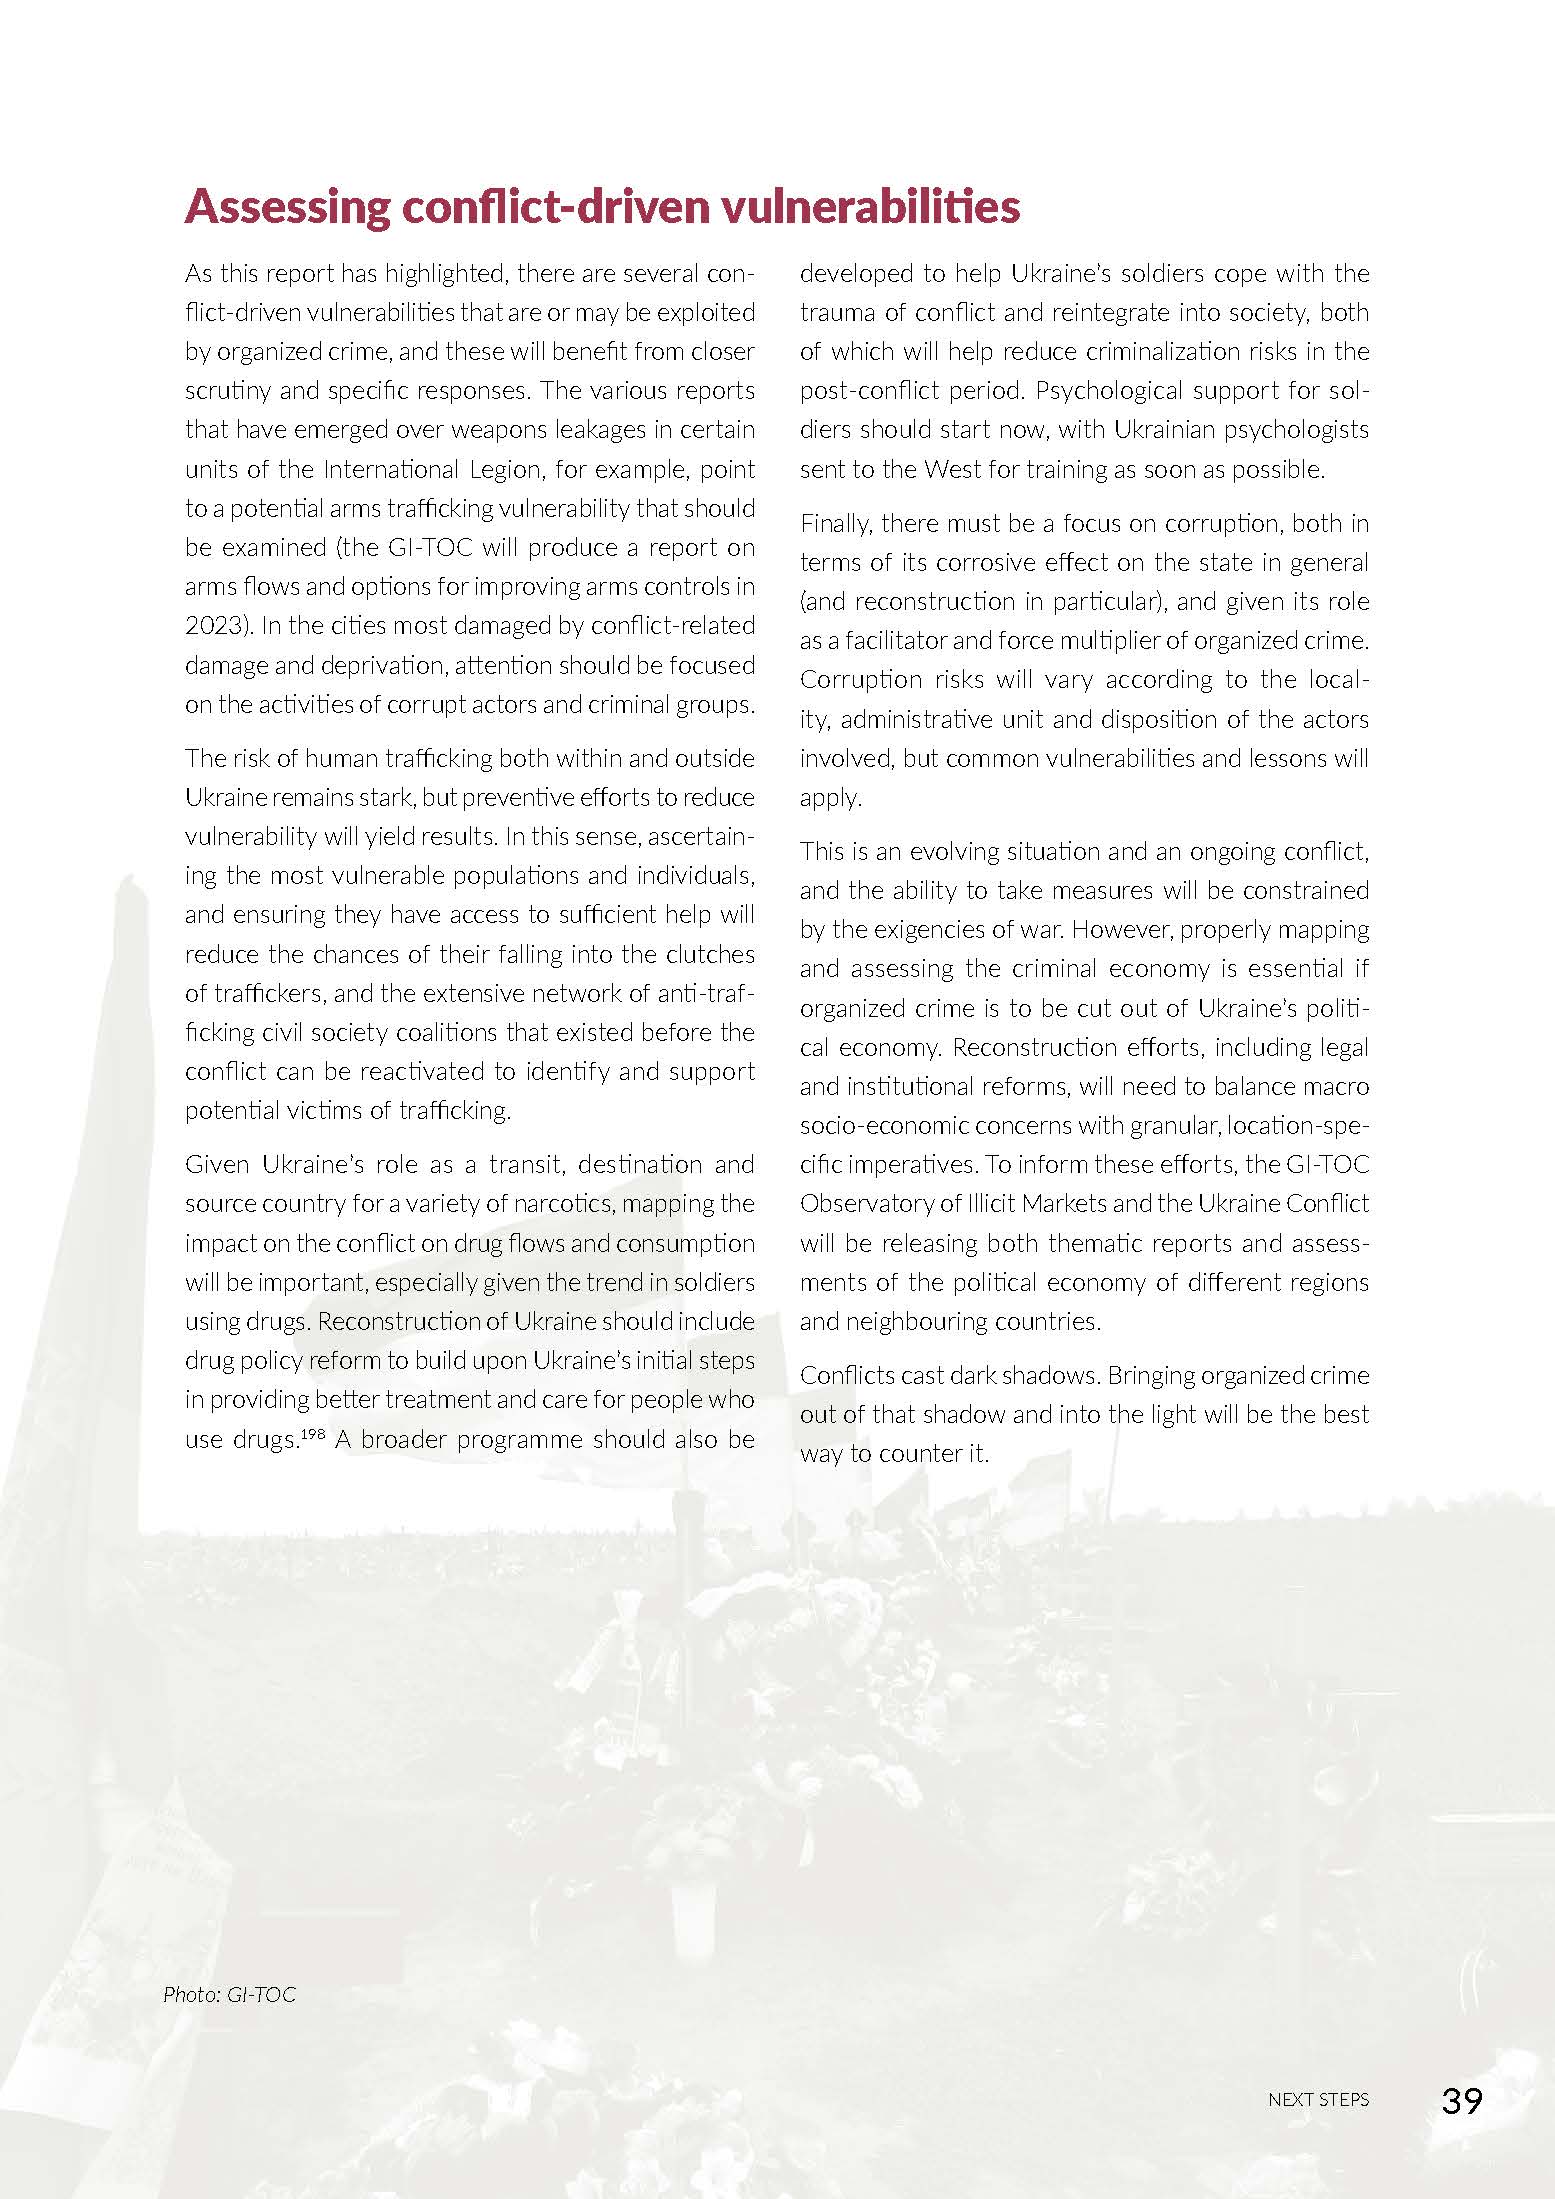 Assessing conflict-driven vulnerabilities
As this report has highlighted, there are several con-
flict-driven vulnerabilities that are or may be exploited
by organized crime, and these will benefit from closer
scrutiny and specific responses. The various reports
that have emerged over weapons leakages in certain
units of the International Legion, for example, point
to a potential arms trafficking vulnerability that should
be examined (the GI-TOC will produce a report on
arms flows and options for improving arms controls in
2023). In the cities most damaged by conflict-related
damage and deprivation, attention should be focused
on the activities of corrupt actors and criminal groups.
The risk of human trafficking both within and outside
Ukraine remains stark, but preventive efforts to reduce
vulnerability will yield results. In this sense, ascertain-
ing the most vulnerable populations and individuals,
and ensuring they have access to sufficient help will
reduce the chances of their falling into the clutches
of traffickers, and the extensive network of anti-traf-
ficking civil society coalitions that existed before the
conflict can be reactivated to identify and support
potential victims of trafficking.
Given Ukraine's role as a transit, destination and
source country for a variety of narcotics, mapping the
impact on the conflict on drug flows and consumption
will be important, especially given the trend in soldiers
using drugs. Reconstruction of Ukraine should include
drug policy reform to build upon Ukraine's initial steps
in providing better treatment and care for people who
use drugs.198 A broader programme should also be
developed to help Ukraine's soldiers cope with the
trauma of conflict and reintegrate into society, both
of which will help reduce criminalization risks in the
post-conflict period. Psychological support for sol-
diers should start now, with Ukrainian psychologists
sent to the West for training as soon as possible.
Finally, there must be a focus on corruption, both in
terms of its corrosive effect on the state in general
(and reconstruction in particular), and given its role
as a facilitator and force multiplier of organized crime.
Corruption risks will vary according to the local-
ity, administrative unit and disposition of the actors
involved, but common vulnerabilities and lessons will
apply.
This is an evolving situation and an ongoing conflict,
and the ability to take measures will be constrained
by the exigencies of war. However, properly mapping
and assessing the criminal economy is essential if
organized crime is to be cut out of Ukraine's politi-
cal economy. Reconstruction efforts, including legal
and institutional reforms, will need to balance macro
socio-economic concerns with granular, location-spe-
cific imperatives. To inform these efforts, the GI-TOC
Observatory of Illicit Markets and the Ukraine Conflict
will be releasing both thematic reports and assess-
ments of the political economy of different regions
and neighbouring countries.
Conflicts cast dark shadows. Bringing organized crime
out of that shadow and into the light will be the best
way to counter it.
Photo: GI-TOC
NEXT STEPS 39